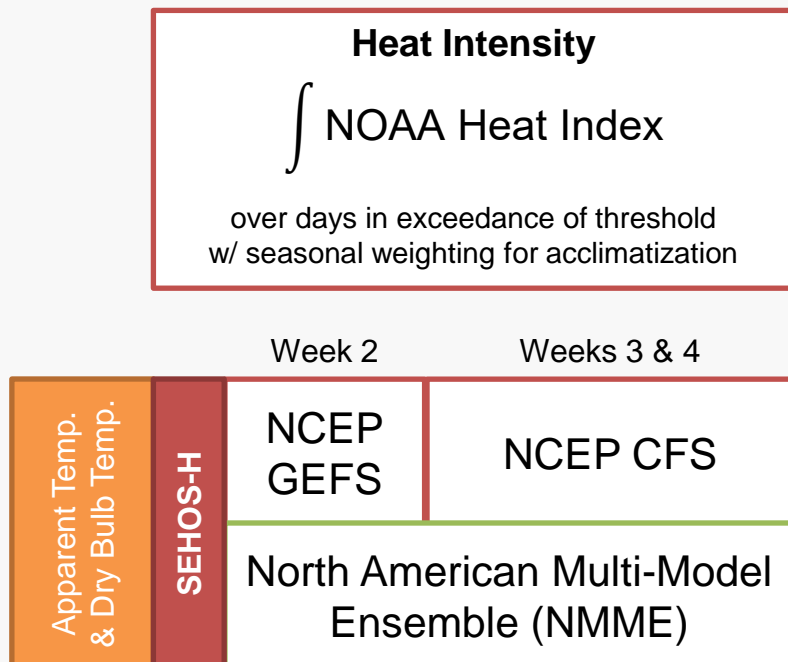 Heat Intensity
∫ NOAA Heat Index
over days in exceedance of threshold
w/ seasonal weighting for acclimatization
Week 2
Weeks 3 & 4
Apparent Temp.
& Dry Bulb Temp.
SEHOS-H
NCEP
GEFS
NCEP CFS
North American Multi-Model
Ensemble (NMME)